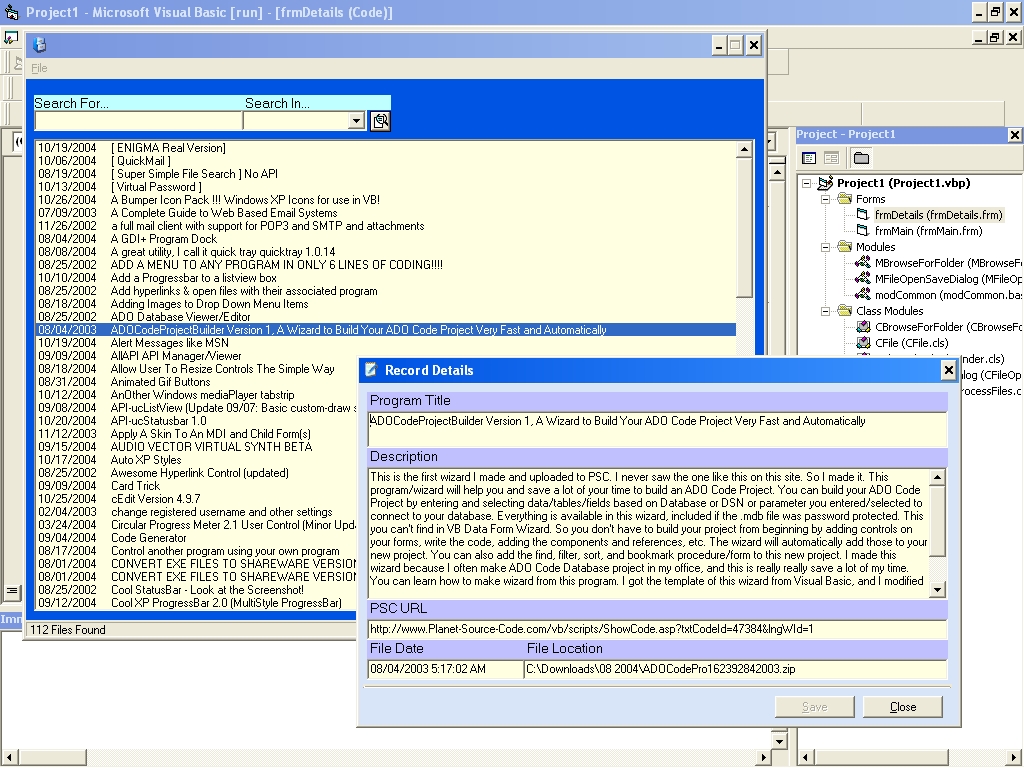 Project1 - Microsoft Visual Basic [run] - [frmDetails (Code)]
File
Search For...
Search In...
10/19/2004 [ ENIGMA Real Version]
10/06/2004 [ QuickMail ]
08/19/2004 [ Super Simple File Search ] No API
10/13/2004 [ Virtual Password ]
10/26/2004 A Bumper Icon Pack !!! Windows XP Icons for use in VB!
07/09/2003 A Complete Guide to Web Based Email Systems
11/26/2002 a full mail client with support for POP3 and SMTP and attachments
08/04/2004 A GDI+ Program Dock
08/08/2004 A great utility, I call it quick tray quicktray 1.0.14
08/25/2002 ADD A MENU TO ANY PROGRAM IN ONLY 6 LINES OF CODING!!!!
10/10/2004 Add a Progressbar to a listview box
08/25/2002 Add hyperlinks & open files with their associated program
08/18/2004 Adding Images to Drop Down Menu Items
08/25/2002 ADO Database Viewer/Editor
08/04/2003 ADOCodeProjectBuilder Version 1, A Wizard to Build Your ADO Code Project Very Fast and Automatically
10/19/2004 Alert Messages like MSN
09/09/2004 AllAPI API Manager/Viewer
08/18/2004 Allow User To Resize Controls The Simple Way
08/31/2004 Animated Gif Buttons
10/12/2004 AnOther Windows mediaPlayer tabstrip
09/08/2004 API-ucListView (Update 09/07: Basic custom-draw s
10/20/2004 API-ucStatusbar 1.0
11/12/2003 Apply A Skin To An MDI and Child Form(s)
09/15/2004 AUDIO VECTOR VIRTUAL SYNTH BETA
10/17/2004 Auto XP Styles
08/25/2002 Awesome Hyperlink Control (updated)
09/09/2004 Card Trick
10/25/2004 cEdit Version 4.9.7
02/04/2003 change registered username and other settings
03/24/2004 Circular Progress Meter 2.1 User Control (Minor Upda
09/04/2004 Code Generator
08/17/2004 Control another program using your own program
08/01/2004 CONVERT EXE FILES TO SHAREWARE VERSION
08/01/2004 CONVERT EXE FILES TO SHAREWARE VERSION
08/25/2002 Cool StatusBar - Look at the Screenshot!
09/12/2004 Cool XP ProgressBar 2.0 (MultiStyle ProgressBar)
112 Files Found
Imm
Record Details
Program Title
ADOCodeProjectBuilder Version 1, A Wizard to Build Your ADO Code Project Very Fast and Automatically
Description
This is the first wizard I made and uploaded to PSC. I never saw the one like this on this site. So I made it. This
program/wizard will help you and save a lot of your time to build an ADO Code Project. You can build your ADO Code
Project by entering and selecting data/tables/fields based on Database or DSN or parameter you entered/selected to
connect to your database. Everything is available in this wizard, included if the .mdb file was password protected. This
you can't find in VB Data Form Wizard. So you don't have to build your project from beginning by adding controls on
your forms, write the code, adding the components and references, etc. The wizard will automatically add those to your
new project. You can also add the find, filter, sort, and bookmark procedure/form to this new project. I made this
wizard because I often make ADO Code Database project in my office, and this is really really save a lot of my time.
You can learn how to make wizard from this program. I got the template of this wizard from Visual Basic, and I modified
PSC URL
http://www.Planet-Source-Code.com/vb/scripts/ShowCode.asp?txtCodeId=47384&lngWId=1
File Date
File Location
08/04/2003 5:17:02 AM
C:\Downloads\08 2004\ADOCodePro162392842003.zip
Save
Close
Project - Project1
Project1 (Project1.vbp)
Forms
frmDetails (frmDetails.frm)
frmMain (frmMain.frm)
Modules
MBrowseForFolder (MBrowseFo
MFileOpenSaveDialog (MFileOp
modCommon (modCommon.bas
Class Modules
CBrowseForFolder (CBrowseFo
CFile (CFile.cls)
nder.cls)
log (CFileOp
rocessFiles.c